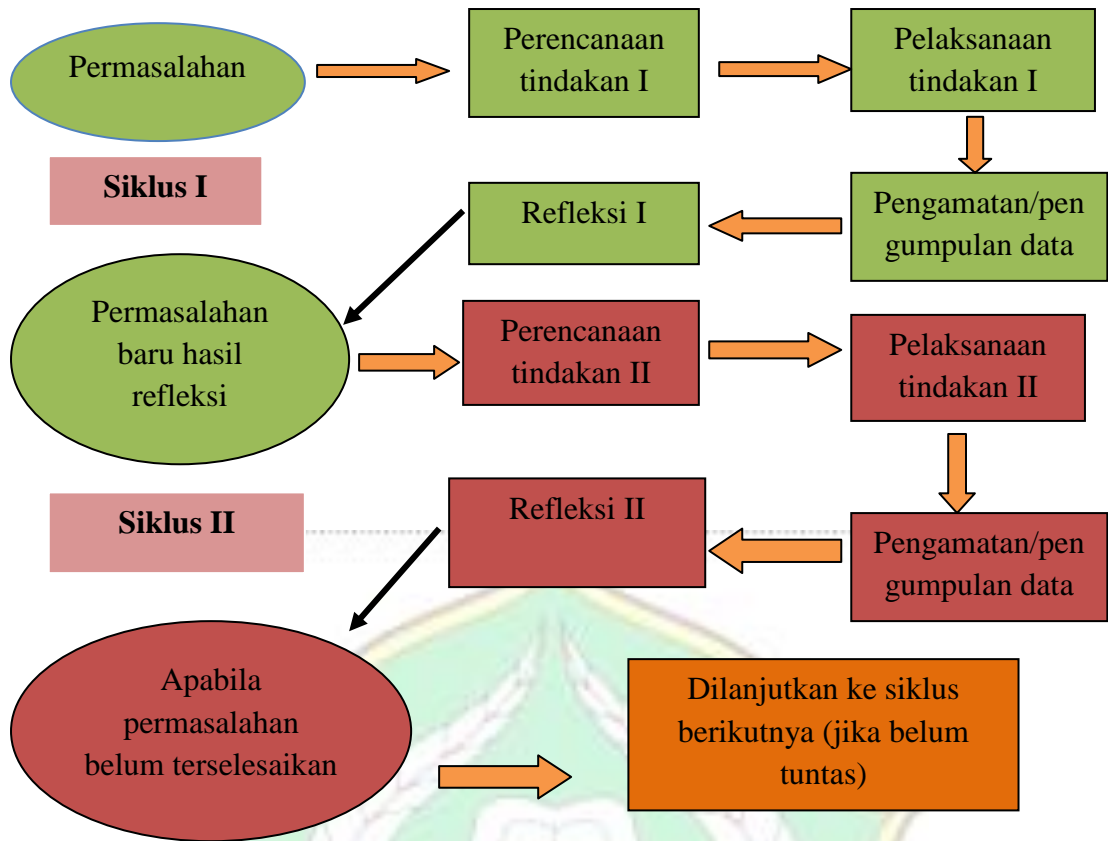 Permasalahan
Perencanaan
tindakan I
Pelaksanaan
tindakan I
Siklus I
Refleksi I
Pengamatan/pen
gumpulan data
Permasalahan
baru hasil
refleksi
Perencanaan
tindakan II
Pelaksanaan
tindakan II
Siklus II
Refleksi II
Pengamatan/pen
gumpulan data
Apabila
permasalahan
belum terselesaikan
Dilanjutkan ke siklus
berikutnya (jika belum
tuntas)